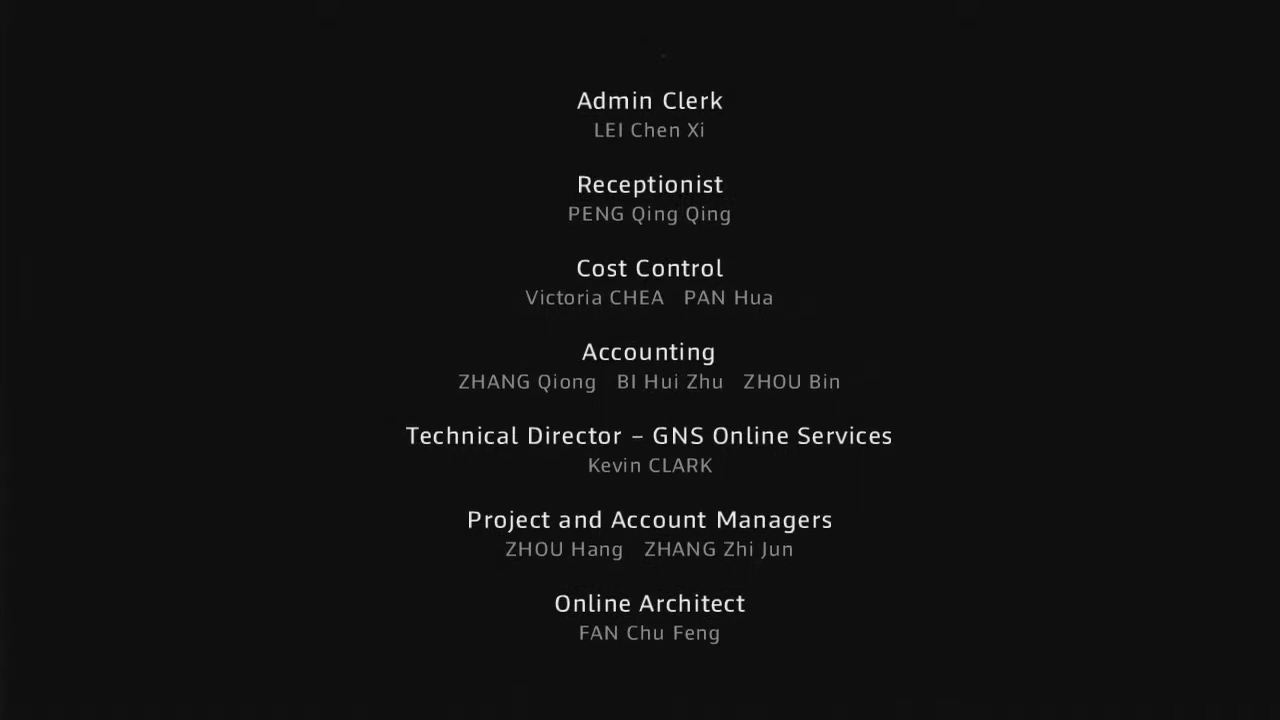 Admin Clerk
LEI Chen Xi
Receptionist
PENG Qing Qing
Cost Control
Victoria CHEA PAN Hua
Accounting
ZHANG Qiong BI Hui Zhu ZHOU Bin
Technical Director – GNS Online Services
Kevin CLARK
Project and Account Managers
ZHOU Hang ZHANG Zhi Jun
Online Architect
FAN Chu Feng